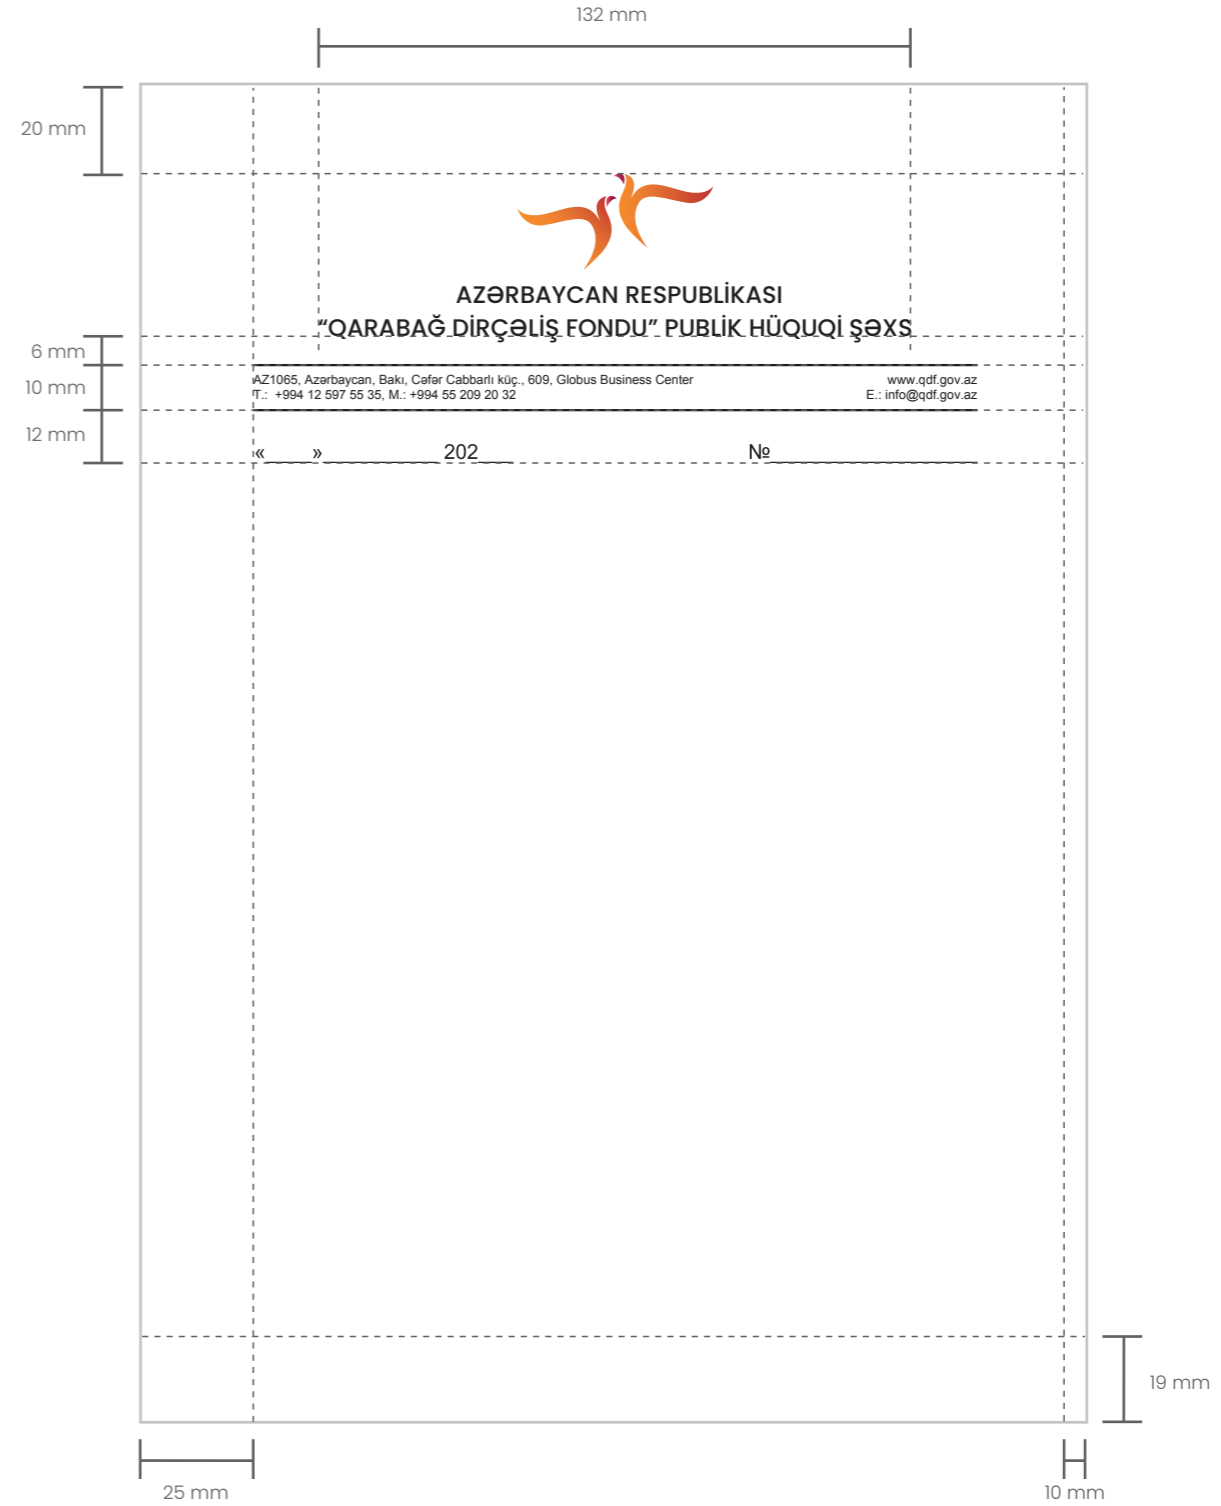 132 mm
20 mm
AZƏRBAYCAN RESPUBLİKASI
“QARABAĞ DİRÇƏLİŞ FONDU” PUBLİK HÜQUQİ ŞƏXS
6 mm
10 mm
AZ1065, Azərbaycan, Bakı, Cəfər Cabbarlı küç., 609, Globus Business Center www.qdf.gov.az
T.: +994 12 597 55 35, M.: +994 55 209 20 32 E.: info@qdf.gov.az
12 mm
«____»__________ 202___ №__________________
19 mm
25 mm 10 mm